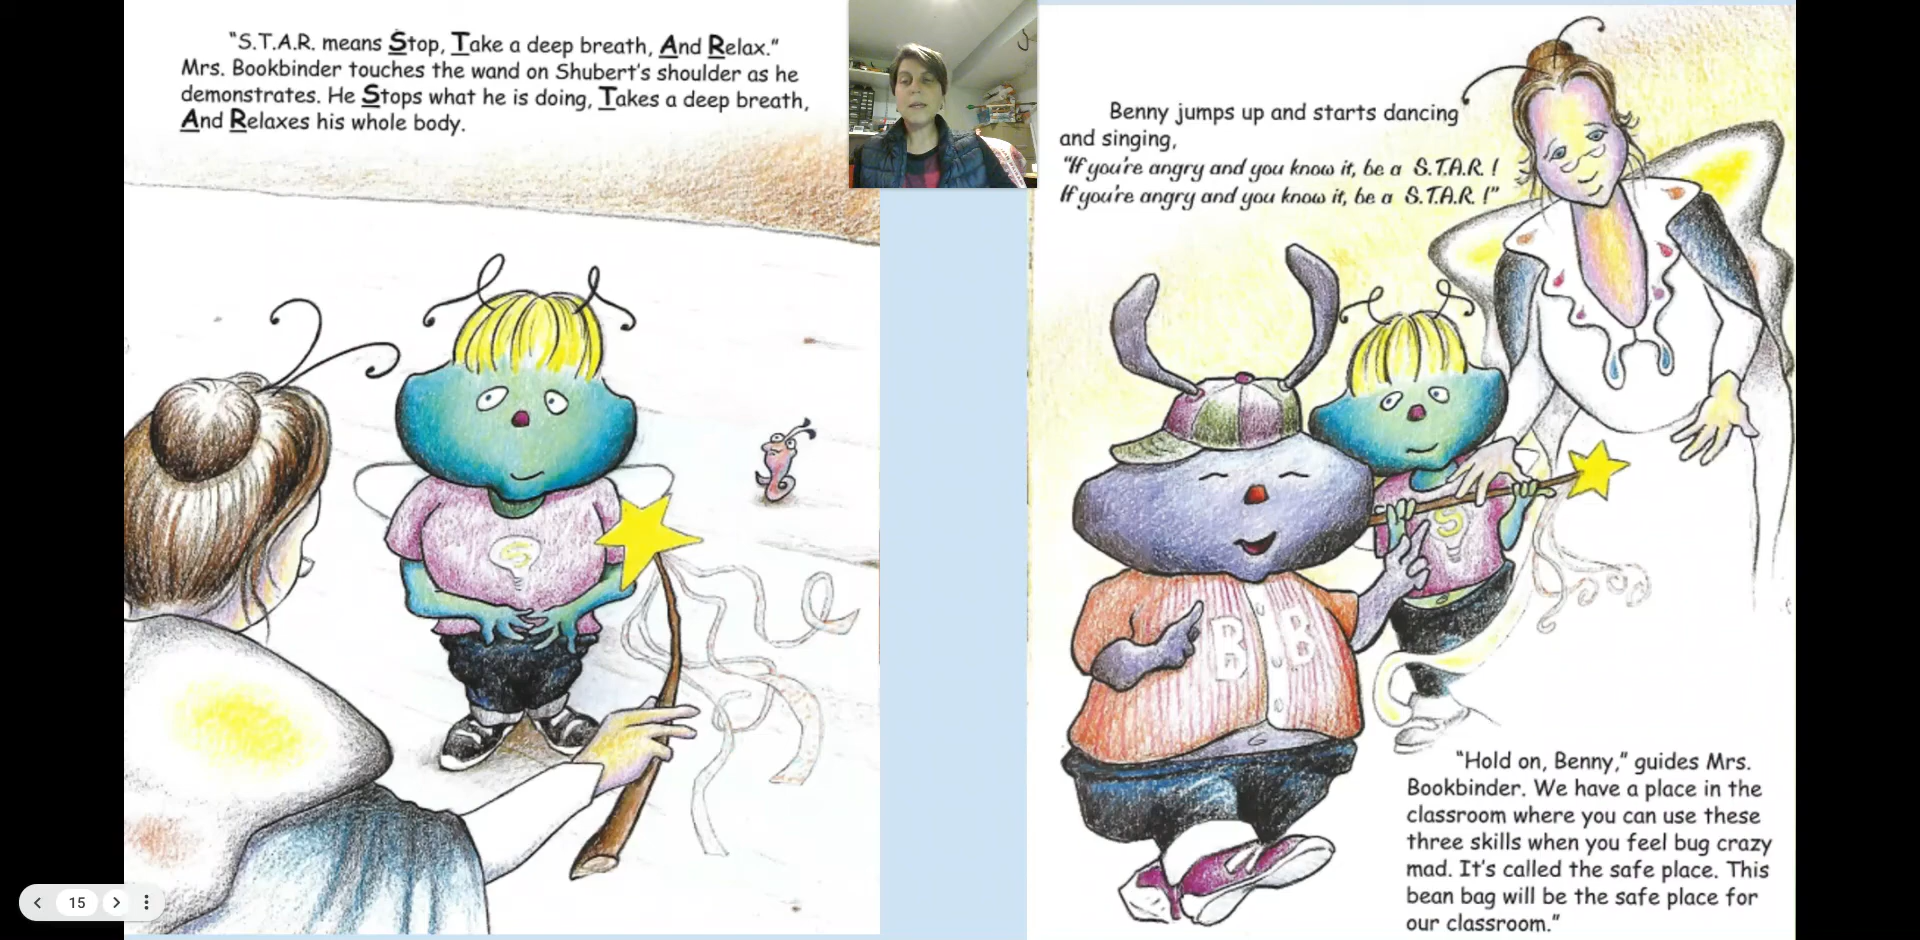 "S.T.A.R. means Stop, Take a deep breath, And Relax."
Mrs. Bookbinder touches the wand on Shubert's shoulder as he
demonstrates. He Stops what he is doing, Takes a deep breath,
And Relaxes his whole body.
S
Benny jumps up and starts dancing
and singing,
"If you're angry and you know it, be a S.T.A.R. !
If you're angry and you know it, be a S.T.A.R. !"
S
B B
"Hold on, Benny," guides Mrs.
Bookbinder. We have a place in the
classroom where you can use these
three skills when you feel bug crazy
mad. It's called the safe place. This
bean bag will be the safe place for
our classroom."
15